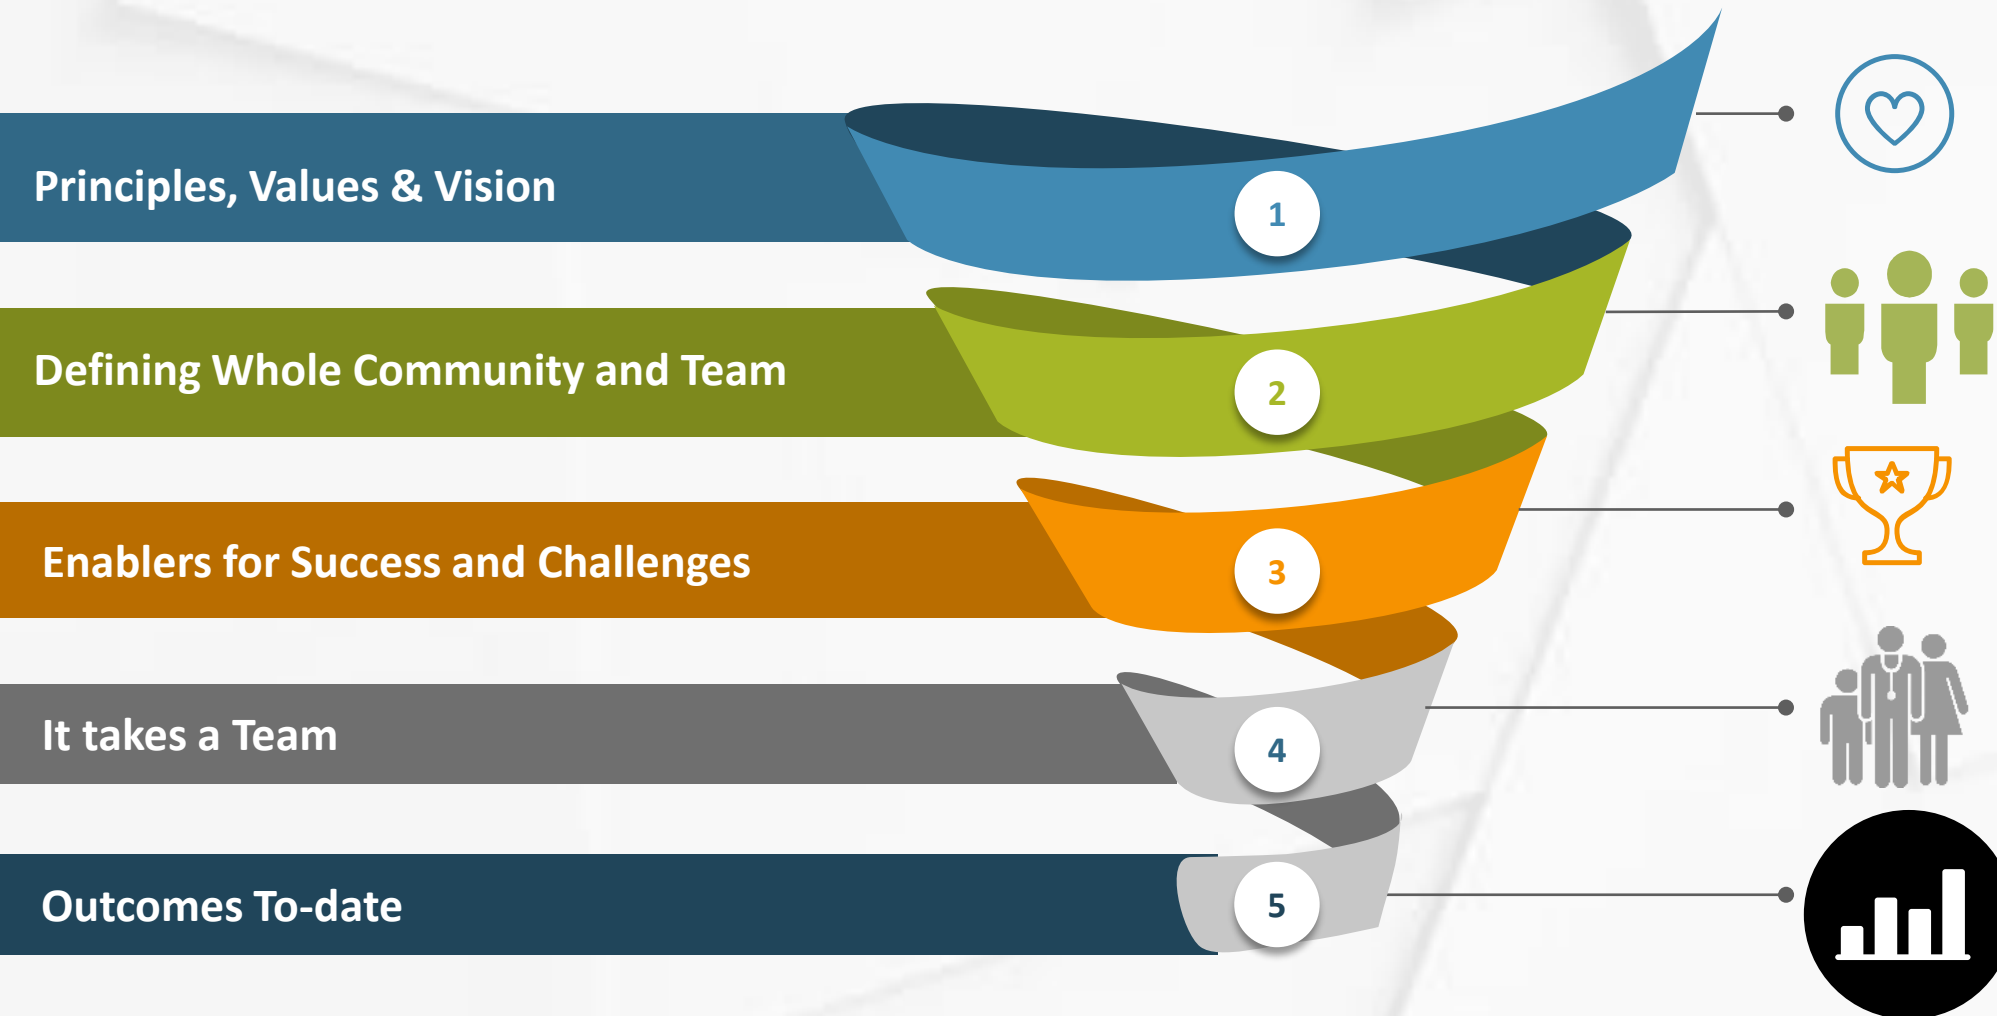 Principles, Values & Vision
1
Defining Whole Community and Team
2
Enablers for Success and Challenges
3
It takes a Team
4
Outcomes To-date
5